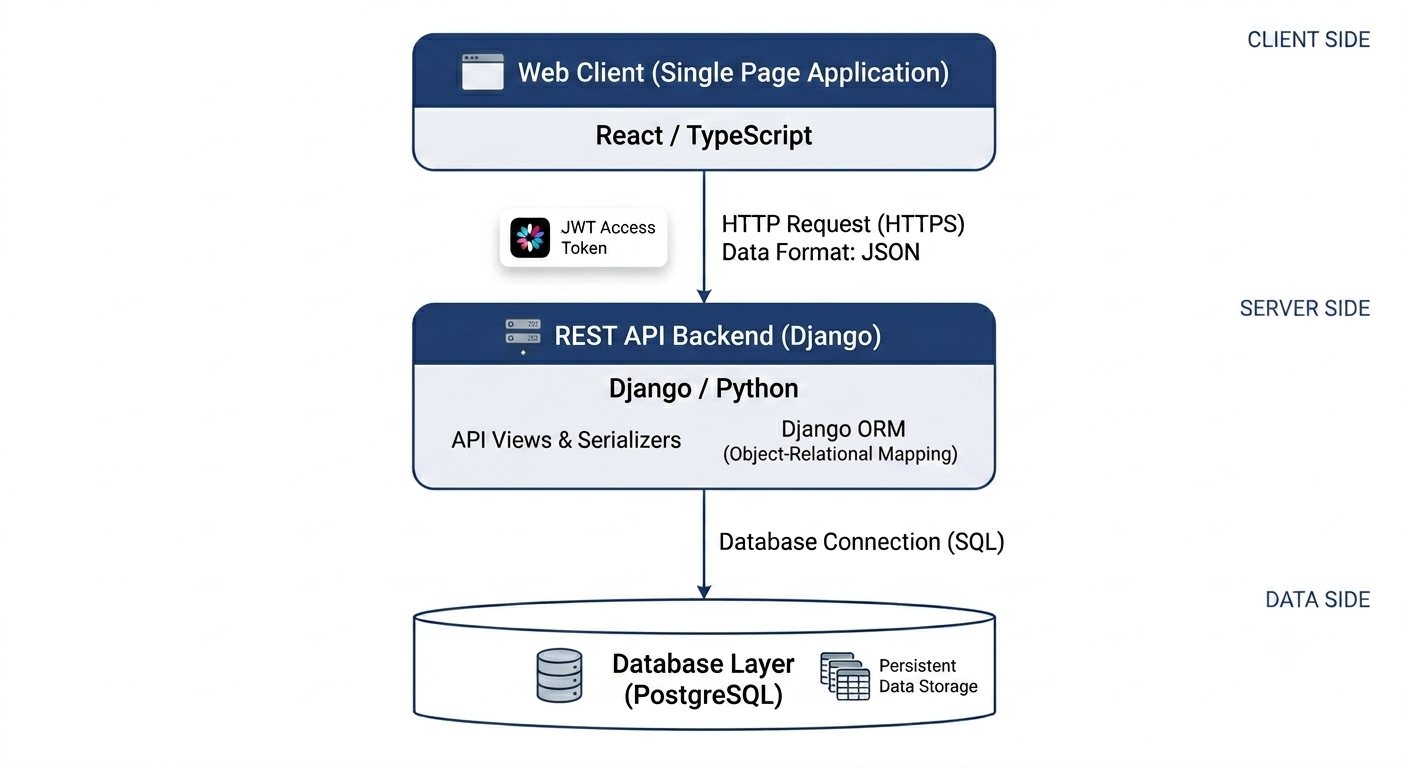 CLIENT SIDE
Web Client (Single Page Application)
React / TypeScript
JWT Access
Token
HTTP Request (HTTPS)
Data Format: JSON
SERVER SIDE
REST API Backend (Django)
Django / Python
API Views & Serializers
Django ORM
(Object-Relational Mapping)
Database Connection (SQL)
DATA SIDE
Database Layer
(PostgreSQL)
Persistent
Data Storage